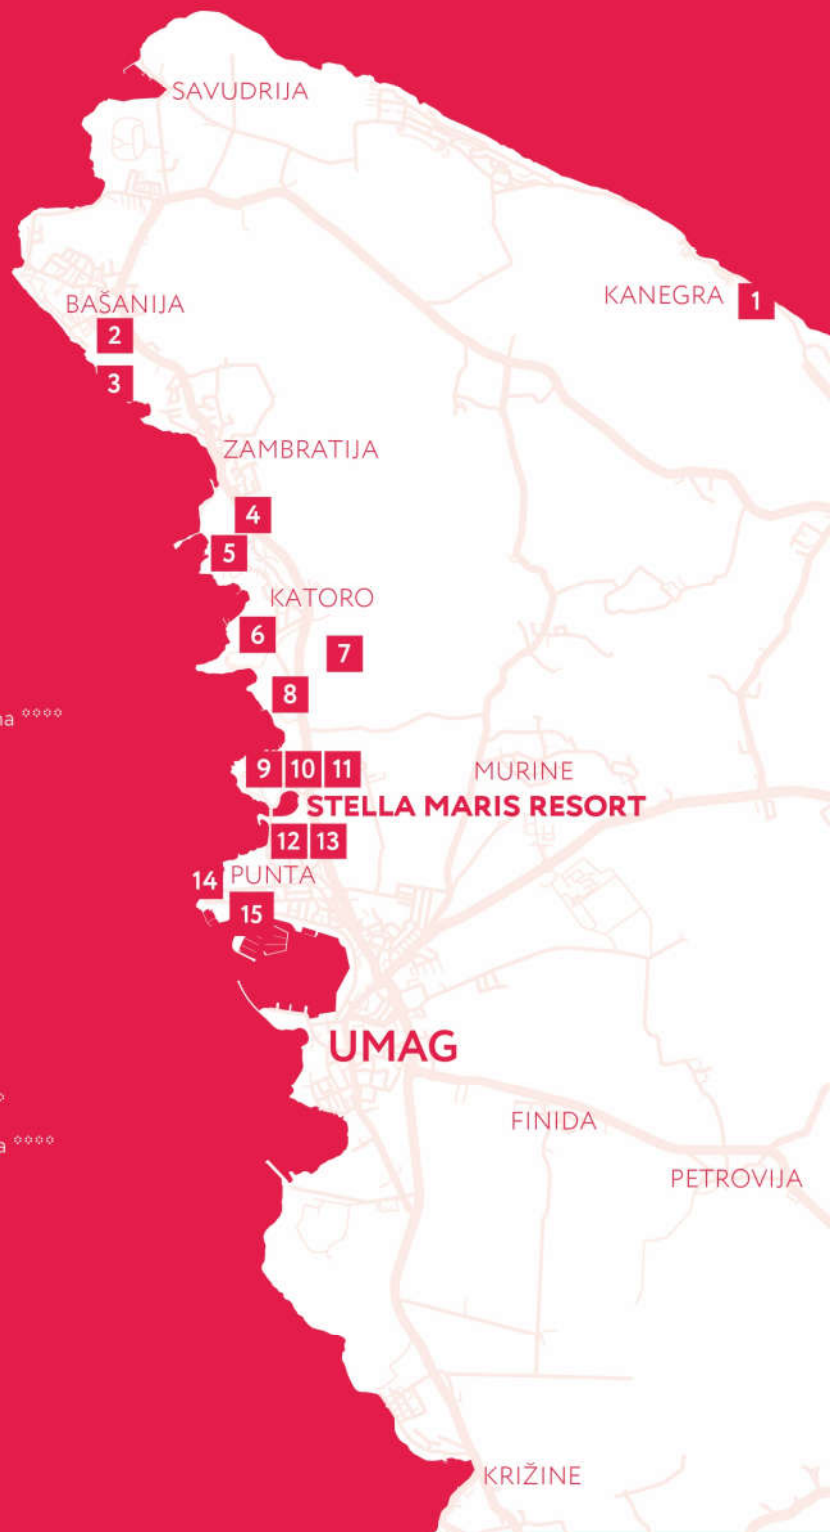 SAVUDRIJA
KANEGRA 1
BAŠANIJA
2
3
ZAMBRATIJA
4
5
KATORO
6
7
8
9 10 11
MURINE
STELLA MARIS RESORT
12 13
PUNTA
14
15
UMAG
FINIDA
PETROVIJA
KRIŽINE